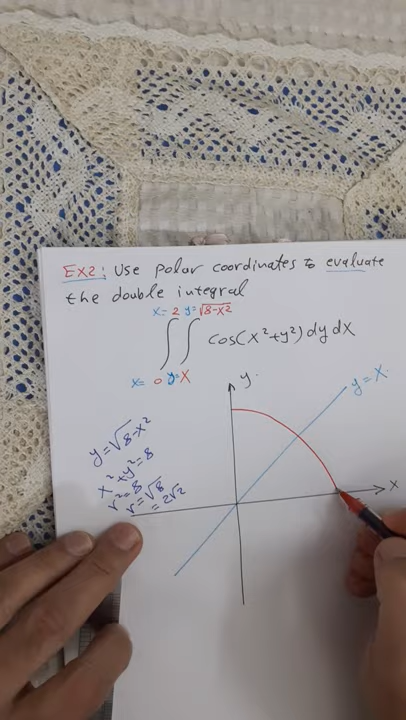 EX2: Use polar coordinates to evaluate
the double integral
x=2 y=√8-x²
∫∫ cos(x²+y²) dy dx
x=0 y=x
y
y=x
x
y=√8-x²
x²+y²=8
r²=8
r=√8
=2√2